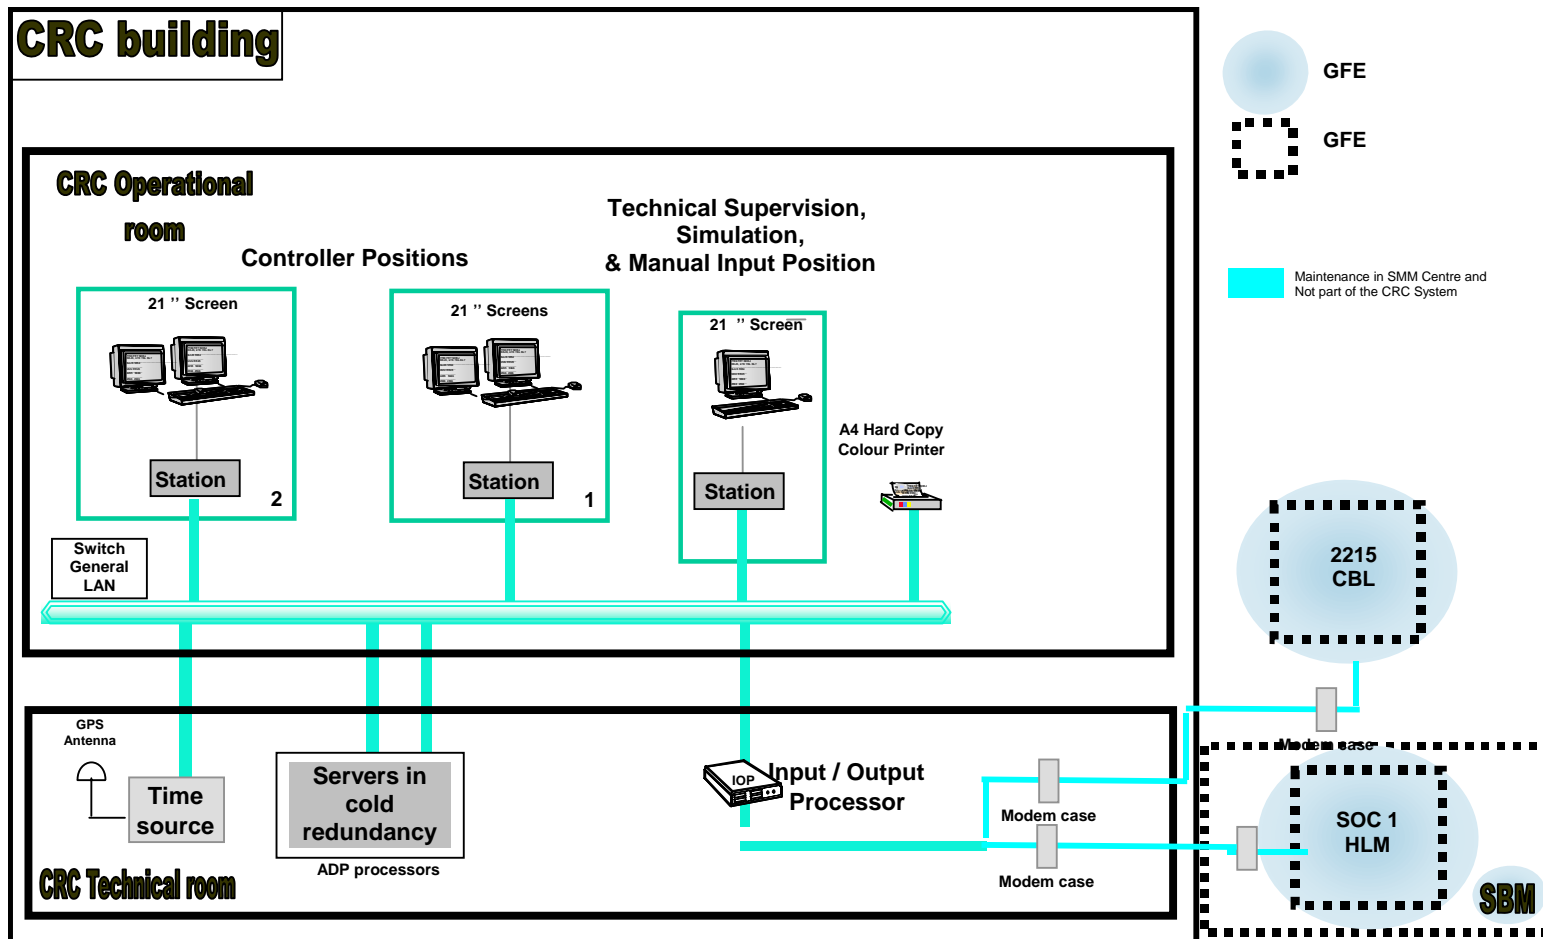 CRC building
GFE
GFE
CRC Operational
room
Technical Supervision,
Simulation,
& Manual Input Position
Controller Positions
Maintenance in SMM Centre and
Not part of the CRC System
21 '' Screen
21 '' Screens
21 '' Screen
A4 Hard Copy
Colour Printer
Station
2
Station
1
Station
Switch
General
LAN
2215
CBL
GPS
Antenna
Modem case
Time
source
Servers in
cold
redundancy
ADP processors
IOP
Input / Output
Processor
Modem case
Modem case
SOC 1
HLM
CRC Technical room
SBM